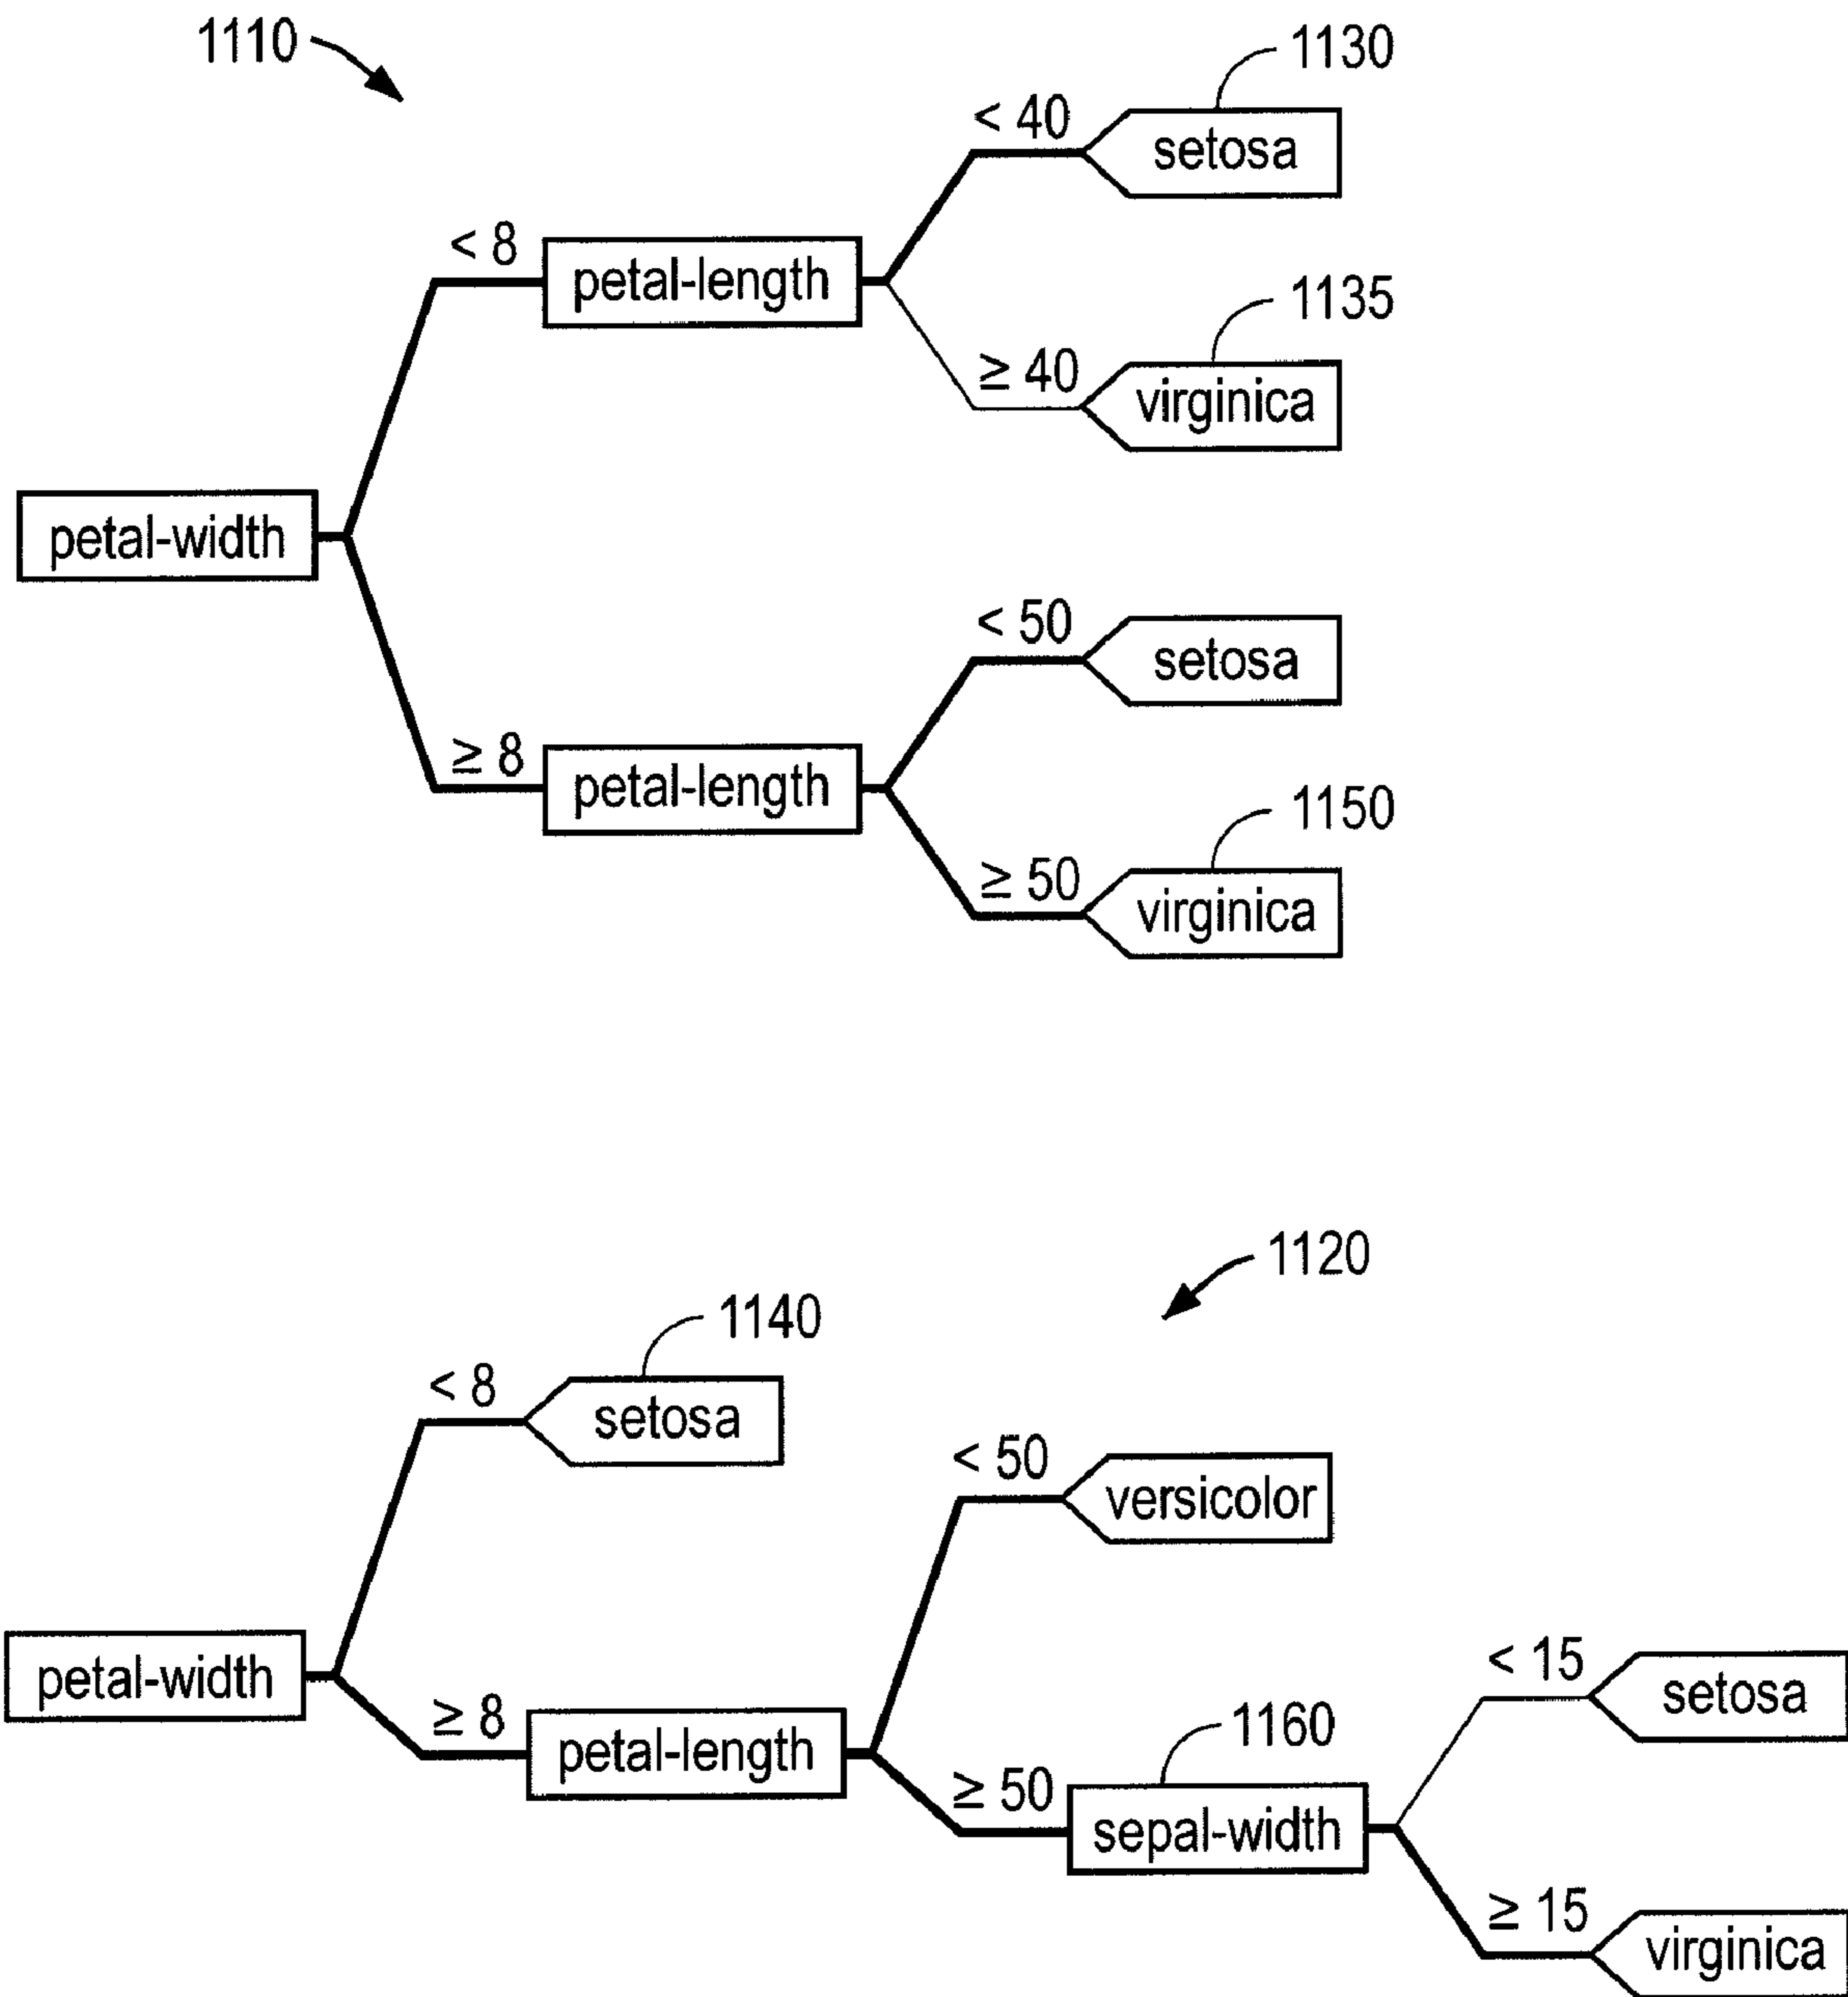 1110
1130
< 40
setosa
< 8
petal-length
1135
≥ 40
virginica
petal-width
< 50
setosa
≥ 8
petal-length
1150
≥ 50
virginica
1120
1140
< 8
setosa
< 50
versicolor
< 15
setosa
petal-width
≥ 8
petal-length
1160
≥ 50
sepal-width
≥ 15
virginica